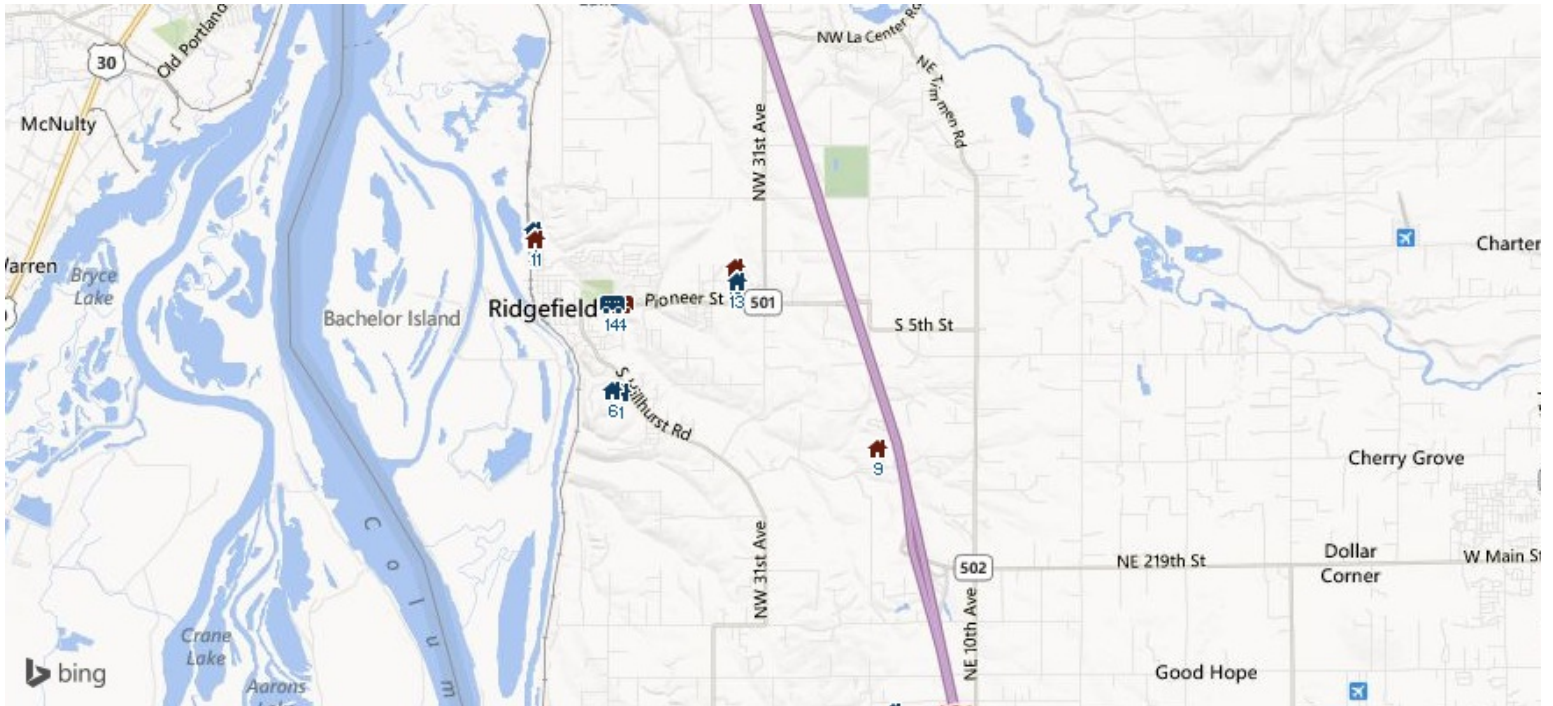 30
Old Portland
McNulty
NW La Center Rd
NE Timmen Rd
NW 31st Ave
Charter
Warren
Bryce
Lake
11
Bachelor Island
Ridgefield
144
Pioneer St
13
501
S 5th St
61
S Hillhurst Rd
9
Cherry Grove
NW 31st Ave
502
NE 219th St
Dollar
Corner
W Main St
NE 10th Ave
Colum
Crane
Lake
Aarons
Good Hope
bing